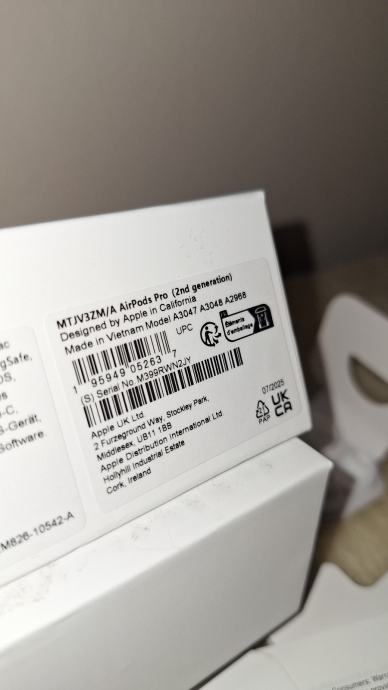 MTJV3ZM/A AirPods Pro (2nd generation)
Designed by Apple in California
Made in Vietnam Model A3047 A3048 A2968
UPC
1 95949 05263 7
(S) Serial No M399RWN2JY
Éléments
d'emballage
Apple UK Ltd.
2 Furzeground Way, Stockley Park,
Middlesex, UB11 1BB
Apple Distribution International Ltd.
Hollyhill Industrial Estate
Cork, Ireland
07/2025
PAP
UK
CA
ac
gSafe,
OS,
-C,
-Gerät,
Software
EM826-10542-A
Consumers: